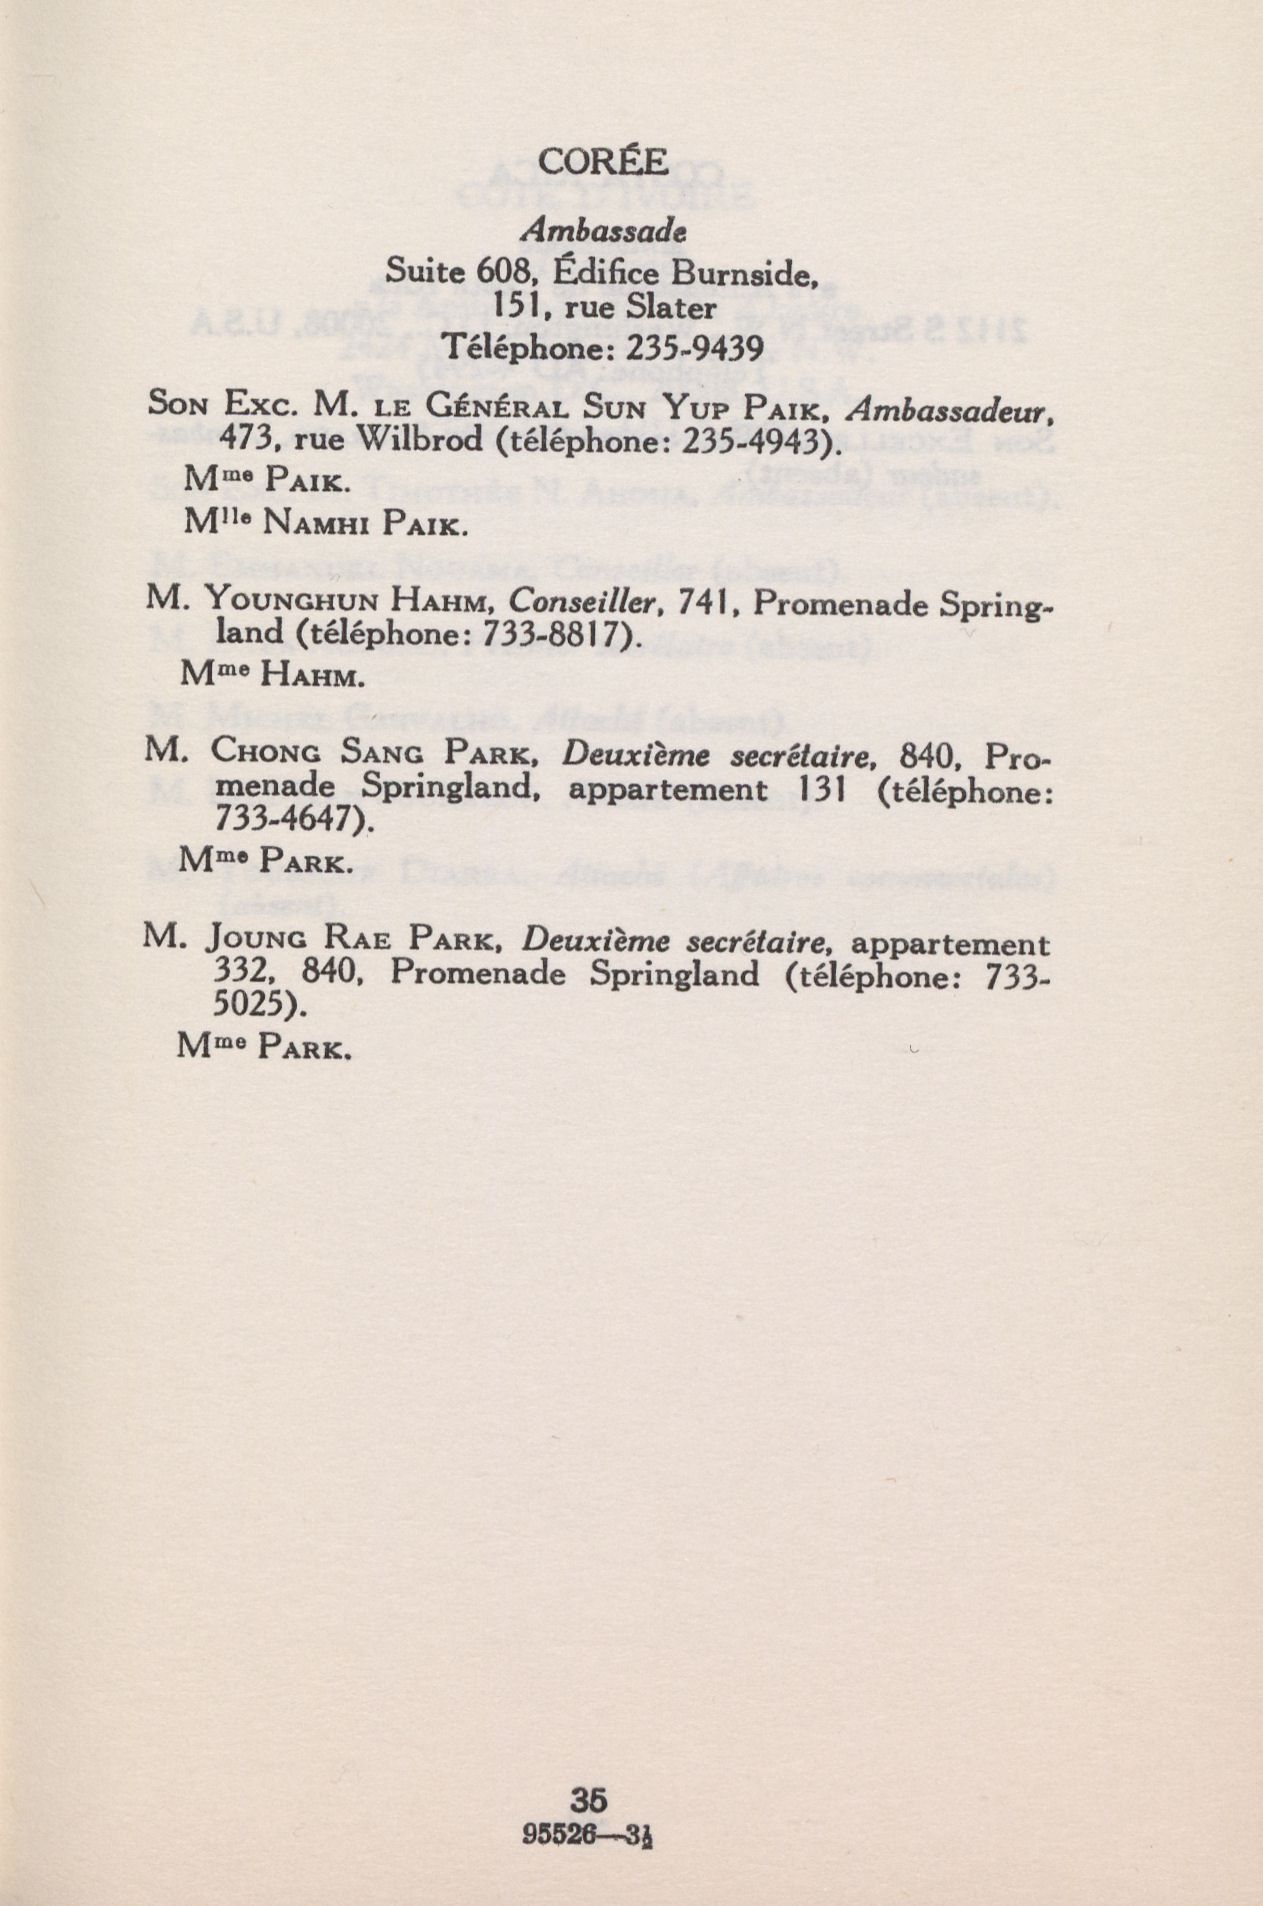 CORÉE
Ambassade
Suite 608, Édifice Burnside,
151, rue Slater
Téléphone: 235-9439
SON EXC. M. LE GÉNÉRAL SUN YUP PAIK, Ambassadeur,
473, rue Wilbrod (téléphone: 235-4943).
Mme PAIK.
Mlle NAMHI PAIK.
M. YOUNGHUN HAHM, Conseiller, 741, Promenade Spring-
land (téléphone: 733-8817).
Mme HAHM.
M. CHONG SANG PARK, Deuxième secrétaire, 840, Pro-
menade Springland, appartement 131 (téléphone:
733-4647).
Mme PARK.
M. JOUNG RAE PARK, Deuxième secrétaire, appartement
332, 840, Promenade Springland (téléphone: 733-
5025).
Mme PARK.
35
95526—3½